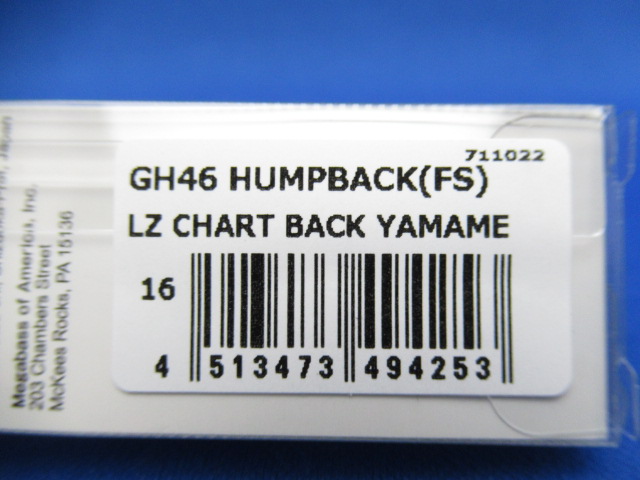 711022
GH46 HUMPBACK(FS)
LZ CHART BACK YAMAME
16
4 513473 494253
Megabass of America, Inc.
203 Chambers Street
McKees Rocks, PA 15136